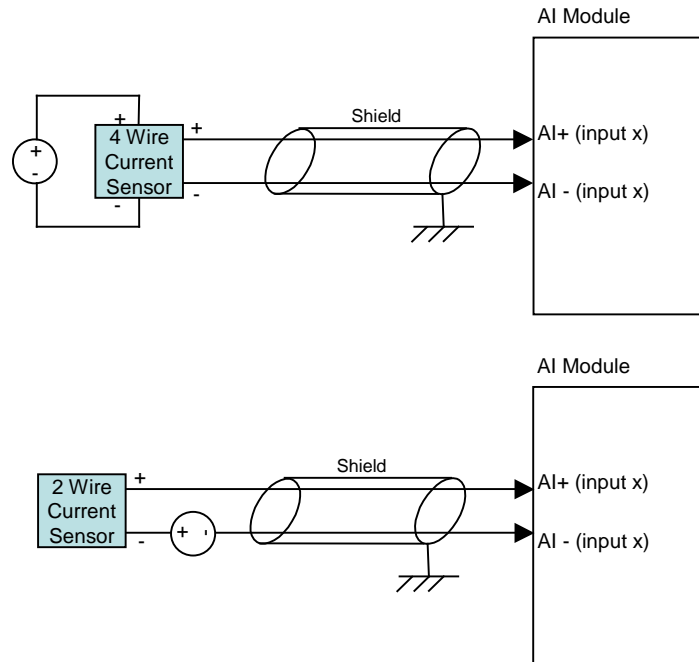 AI Module
+
4 Wire
Current
Sensor
-
+
-
+
-
Shield
AI+ (input x)
AI - (input x)
AI Module
2 Wire
Current
Sensor
+
-
+
-
Shield
AI+ (input x)
AI - (input x)